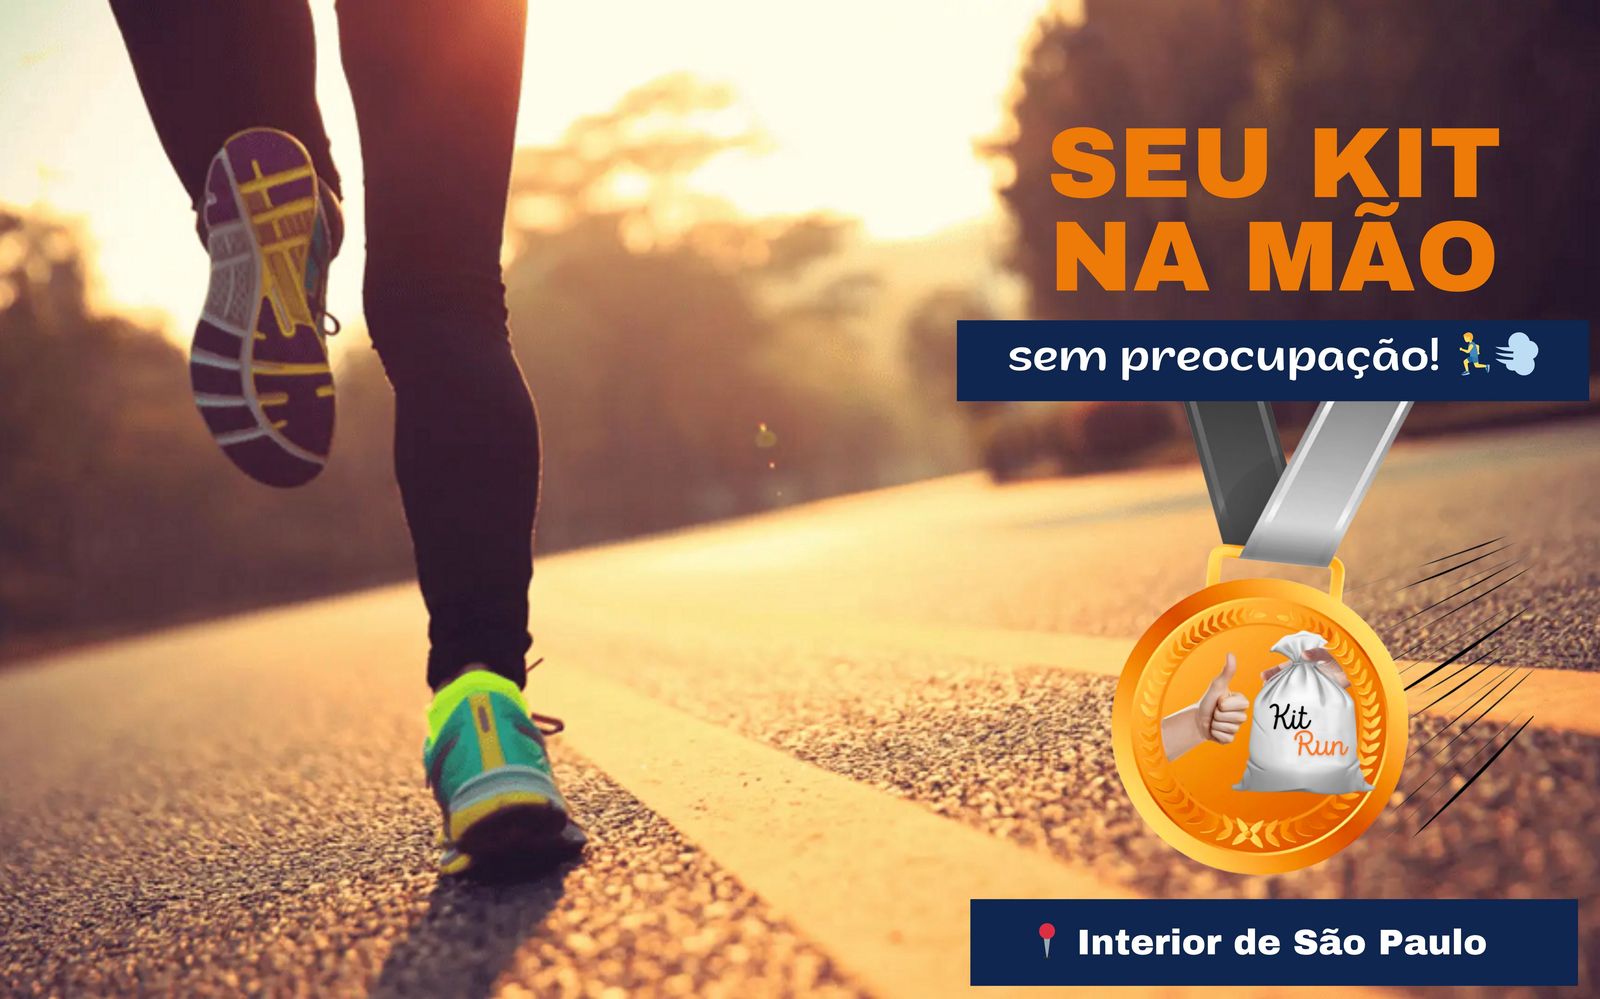 SEU KIT
NA MÃO
sem preocupação! 🏃‍♂️💨
Kit
Run
📍 Interior de São Paulo